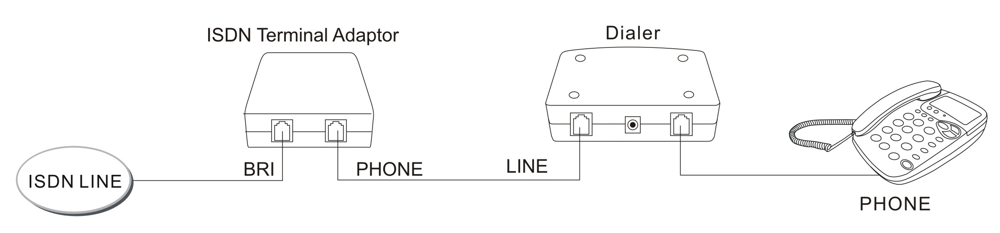 ISDN Terminal Adaptor
Dialer
BRI
PHONE
LINE
ISDN LINE
PHONE